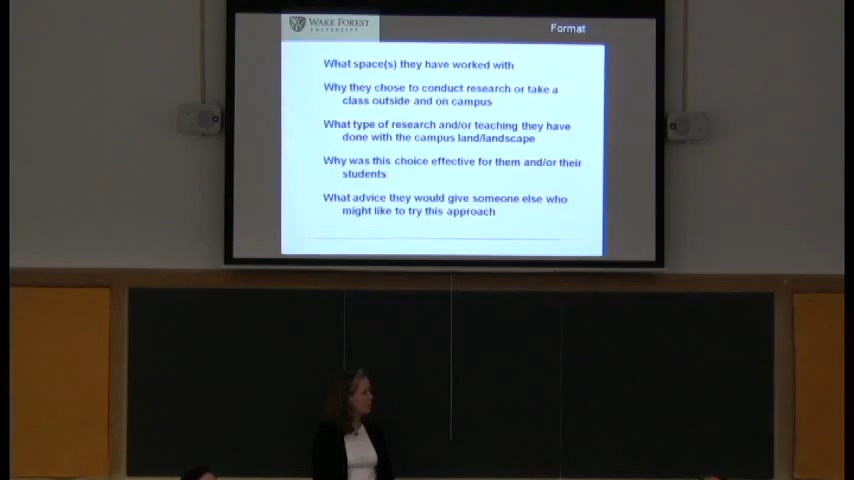 WAKE FOREST
UNIVERSITY
Format
What space(s) they have worked with
Why they chose to conduct research or take a
class outside and on campus
What type of research and/or teaching they have
done with the campus land/landscape
Why was this choice effective for them and/or their
students
What advice they would give someone else who
might like to try this approach